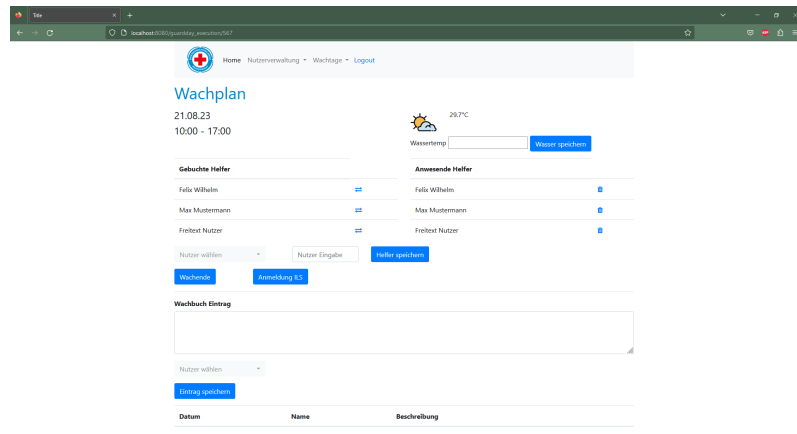 Title
localhost:8080/guardday_execution/567
Home Nutzerverwaltung Wachtage Logout
Wachplan
21.08.23
10:00 - 17:00
29.7°C
Wassertemp Wasser speichern
Gebuchte Helfer Anwesende Helfer
Felix Wilhelm Felix Wilhelm
Max Mustermann Max Mustermann
Freitext Nutzer Freitext Nutzer
Nutzer wählen Nutzer Eingabe Helfer speichern
Wachende Anmeldung ILS
Wachbuch Eintrag
Nutzer wählen
Eintrag speichern
Datum Name Beschreibung